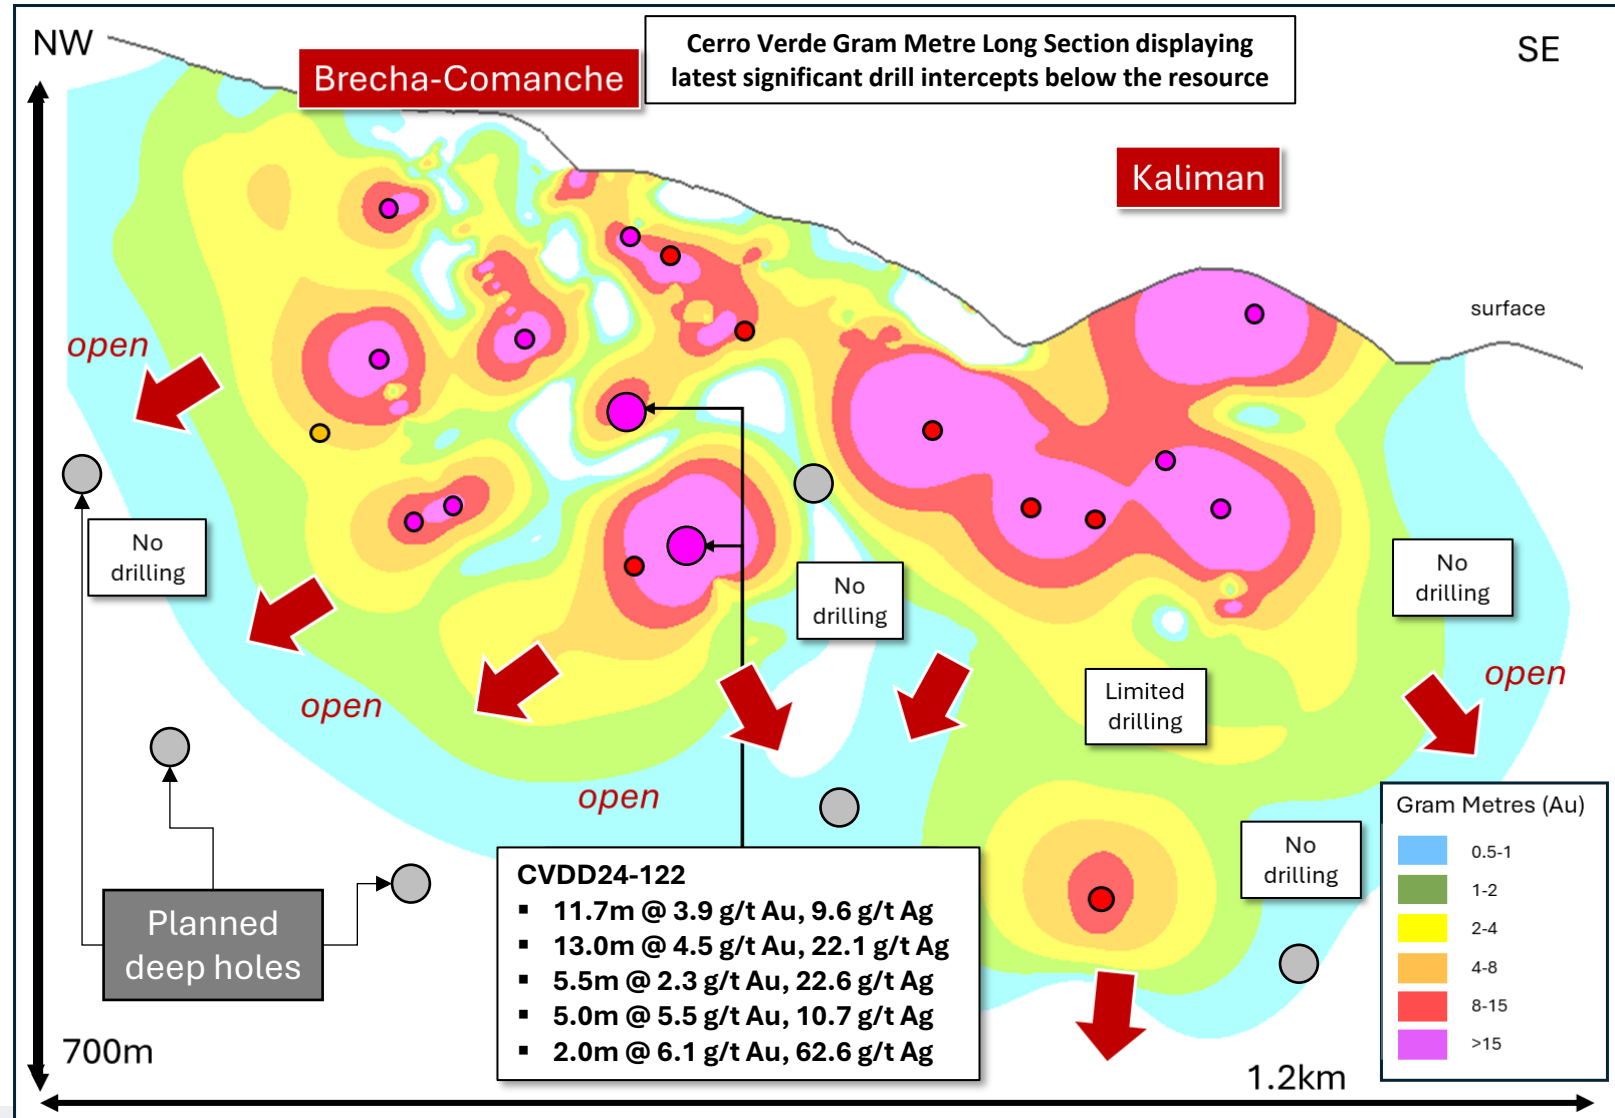 NW
Brecha-Comanche
Cerro Verde Gram Metre Long Section displaying
latest significant drill intercepts below the resource
SE
Kaliman
surface
open
No
drilling
No
drilling
No
drilling
open
open
Limited
drilling
open
No
drilling
Planned
deep holes
CVDD24-122
▪ 11.7m @ 3.9 g/t Au, 9.6 g/t Ag
▪ 13.0m @ 4.5 g/t Au, 22.1 g/t Ag
▪ 5.5m @ 2.3 g/t Au, 22.6 g/t Ag
▪ 5.0m @ 5.5 g/t Au, 10.7 g/t Ag
▪ 2.0m @ 6.1 g/t Au, 62.6 g/t Ag
Gram Metres (Au)
0.5-1
1-2
2-4
4-8
8-15
>15
700m
1.2km